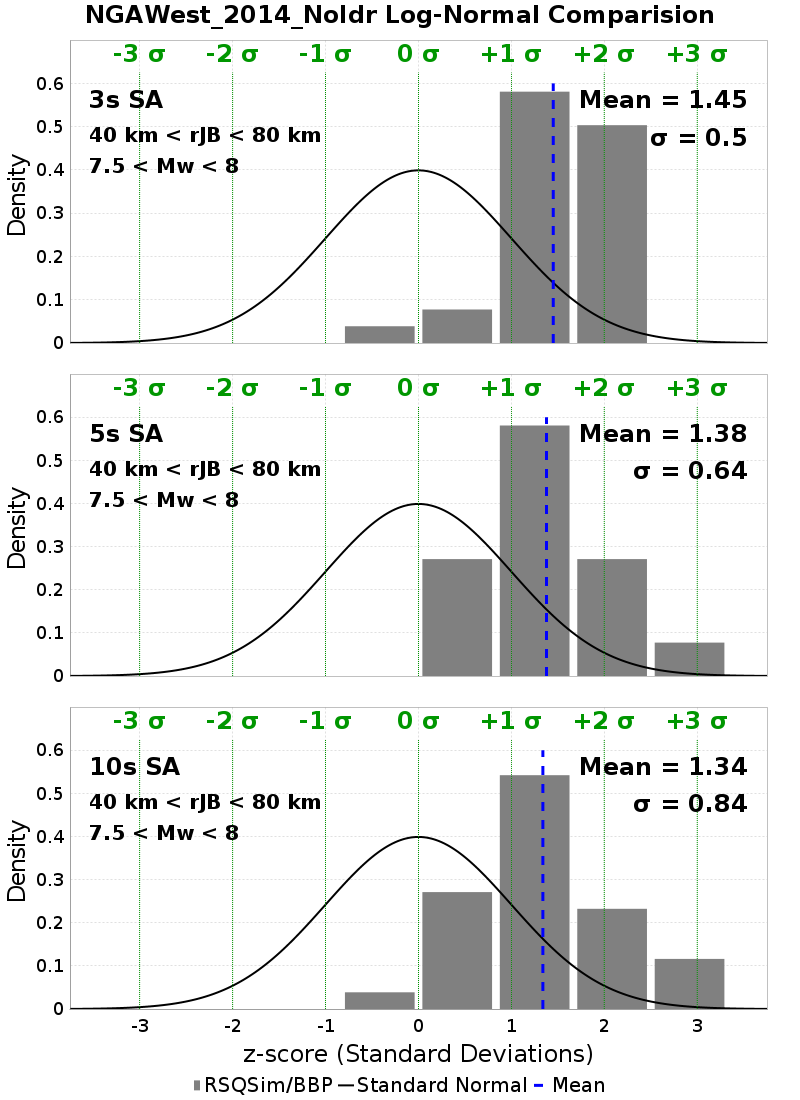 NGAWest_2014_NoIdr Log-Normal Comparision
-3 σ -2 σ -1 σ 0 σ +1 σ +2 σ +3 σ
3s SA
40 km < rJB < 80 km
7.5 < Mw < 8
Mean = 1.45
σ = 0.5
Density
0.6
0.5
0.4
0.3
0.2
0.1
0
-3 σ -2 σ -1 σ 0 σ +1 σ +2 σ +3 σ
5s SA
40 km < rJB < 80 km
7.5 < Mw < 8
Mean = 1.38
σ = 0.64
Density
0.6
0.5
0.4
0.3
0.2
0.1
0
-3 σ -2 σ -1 σ 0 σ +1 σ +2 σ +3 σ
10s SA
40 km < rJB < 80 km
7.5 < Mw < 8
Mean = 1.34
σ = 0.84
Density
0.6
0.5
0.4
0.3
0.2
0.1
0
-3 -2 -1 0 1 2 3
z-score (Standard Deviations)
RSQSim/BBP Standard Normal Mean